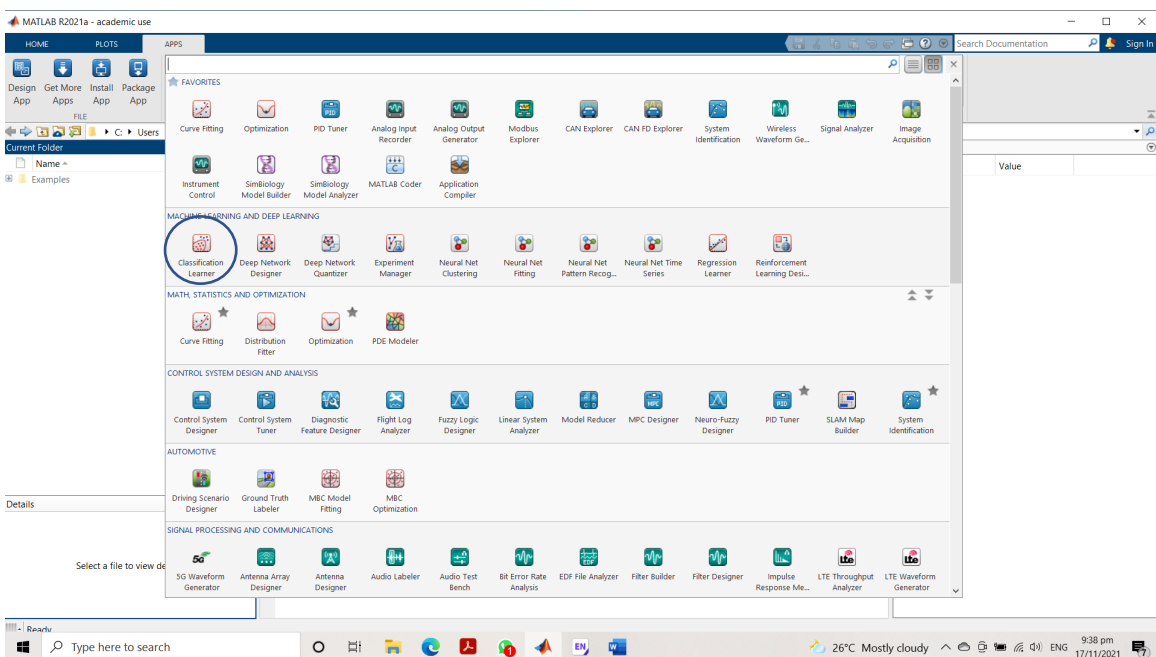 MATLAB R2021a - academic use
HOME PLOTS APPS
Search Documentation
Sign In
Design App
Get More Apps
Install App
Package App
FILE
C: Users
Current Folder
Name
Value
Examples
FAVORITES
Curve Fitting
Optimization
PID Tuner
Analog Input Recorder
Analog Output Generator
Modbus Explorer
CAN Explorer
CAN FD Explorer
System Identification
Wireless Waveform Ge...
Signal Analyzer
Image Acquisition
Instrument Control
SimBiology Model Builder
SimBiology Model Analyzer
MATLAB Coder
Application Compiler
MACHINE LEARNING AND DEEP LEARNING
Classification Learner
Deep Network Designer
Deep Network Quantizer
Experiment Manager
Neural Net Clustering
Neural Net Fitting
Neural Net Pattern Recog...
Neural Net Time Series
Regression Learner
Reinforcement Learning Desi...
MATH, STATISTICS AND OPTIMIZATION
Curve Fitting
Distribution Fitter
Optimization
PDE Modeler
CONTROL SYSTEM DESIGN AND ANALYSIS
Control System Designer
Control System Tuner
Diagnostic Feature Designer
Flight Log Analyzer
Fuzzy Logic Designer
Linear System Analyzer
Model Reducer
MPC Designer
Neuro-Fuzzy Designer
PID Tuner
SLAM Map Builder
System Identification
AUTOMOTIVE
Driving Scenario Designer
Ground Truth Labeler
MBC Model Fitting
MBC Optimization
SIGNAL PROCESSING AND COMMUNICATIONS
5G Waveform Generator
Antenna Array Designer
Antenna Designer
Audio Labeler
Audio Test Bench
Bit Error Rate Analysis
EDF File Analyzer
Filter Builder
Filter Designer
Impulse Response Me...
LTE Throughput Analyzer
LTE Waveform Generator
Details
Select a file to view de
Ready
Type here to search
26°C Mostly cloudy
ENG
9:38 pm
17/11/2021